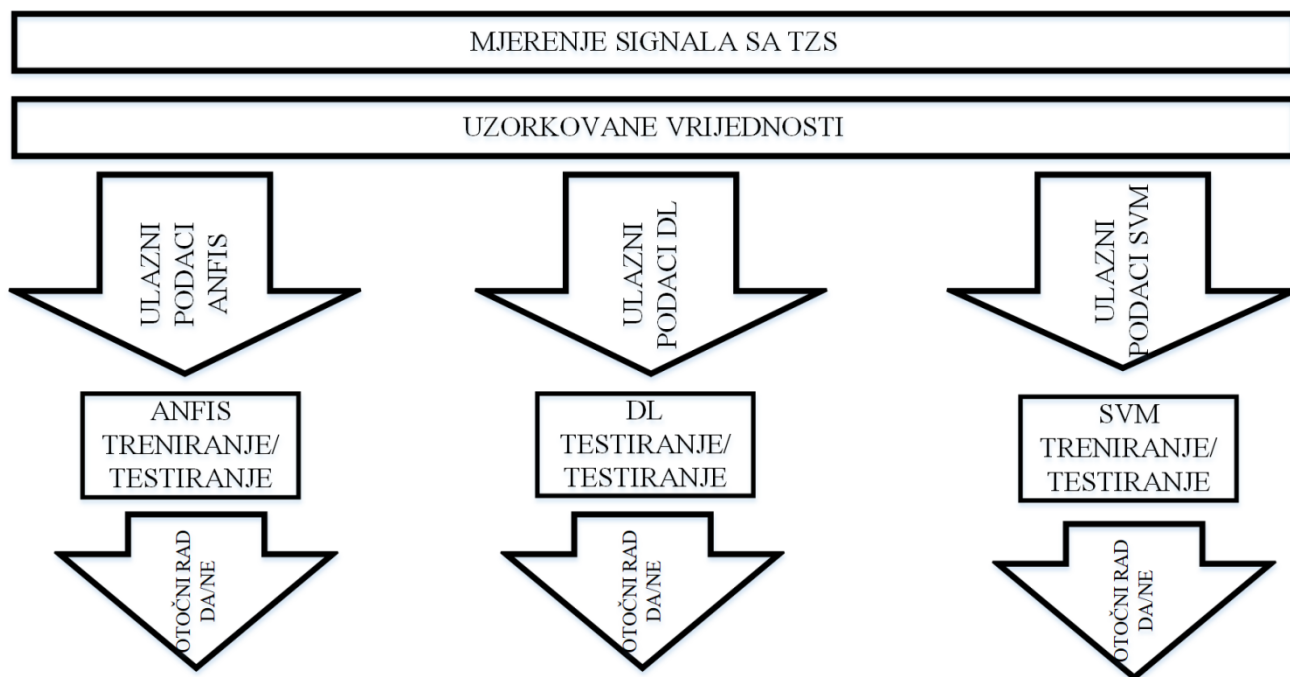 MJERENJE SIGNALA SA TZS
UZORKOVANE VRIJEDNOSTI
ULAZNI
PODACI
ANFIS
ULAZNI
PODACI DL
ULAZNI
PODACI SVM
ANFIS
TRENIRANJE/
TESTIRANJE
DL
TESTIRANJE/
TESTIRANJE
SVM
TRENIRANJE/
TESTIRANJE
OTOČNI RAD
DA/NE
OTOČNI RAD
DA/NE
OTOČNI RAD
DA/NE